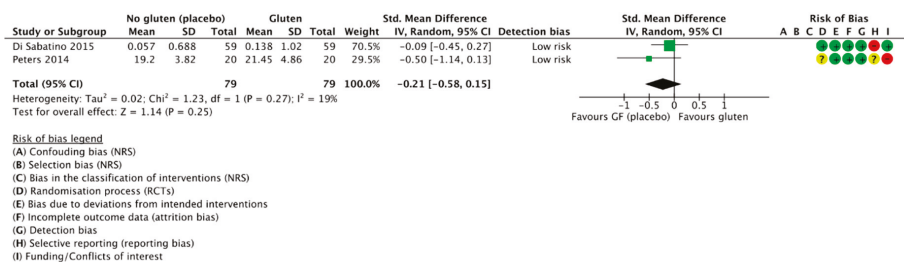 No gluten (placebo) Gluten Std. Mean Difference Std. Mean Difference Risk of Bias
Study or Subgroup Mean SD Total Mean SD Total Weight IV, Random, 95% CI Detection bias IV, Random, 95% CI A B C D E F G H I
Di Sabatino 2015 0.057 0.688 59 0.138 1.02 59 70.5% −0.09 [−0.45, 0.27] Low risk + + + + − +
Peters 2014 19.2 3.82 20 21.45 4.86 20 29.5% −0.50 [−1.14, 0.13] Low risk ? + + + ? −
Total (95% CI) 79 79 100.0% −0.21 [−0.58, 0.15]
Heterogeneity: Tau² = 0.02; Chi² = 1.23, df = 1 (P = 0.27); I² = 19%
Test for overall effect: Z = 1.14 (P = 0.25)
−1 −0.5 0 0.5 1
Favours GF (placebo) Favours gluten
Risk of bias legend
(A) Confouding bias (NRS)
(B) Selection bias (NRS)
(C) Bias in the classification of interventions (NRS)
(D) Randomisation process (RCTs)
(E) Bias due to deviations from intended interventions
(F) Incomplete outcome data (attrition bias)
(G) Detection bias
(H) Selective reporting (reporting bias)
(I) Funding/Conflicts of interest